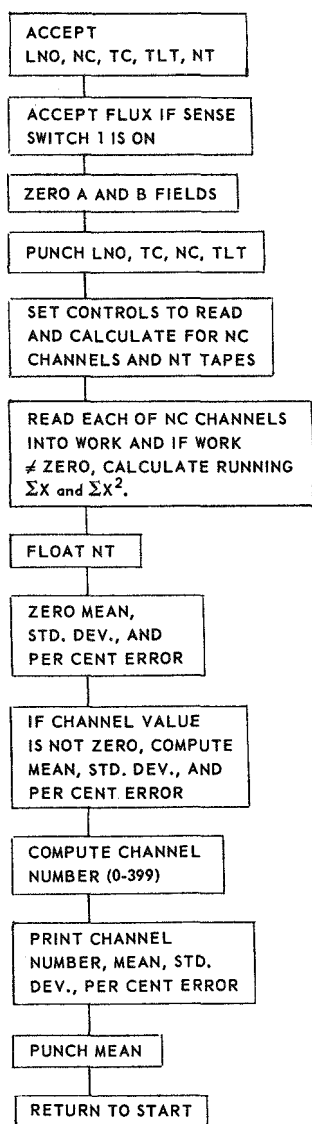 ACCEPT
LNO, NC, TC, TLT, NT
ACCEPT FLUX IF SENSE
SWITCH 1 IS ON
ZERO A AND B FIELDS
PUNCH LNO, TC, NC, TLT
SET CONTROLS TO READ
AND CALCULATE FOR NC
CHANNELS AND NT TAPES
READ EACH OF NC CHANNELS
INTO WORK AND IF WORK
≠ ZERO, CALCULATE RUNNING
ΣX and ΣX².
FLOAT NT
ZERO MEAN,
STD. DEV., AND
PER CENT ERROR
IF CHANNEL VALUE
IS NOT ZERO, COMPUTE
MEAN, STD. DEV., AND
PER CENT ERROR
COMPUTE CHANNEL
NUMBER (0-399)
PRINT CHANNEL
NUMBER, MEAN, STD.
DEV., PER CENT ERROR
PUNCH MEAN
RETURN TO START